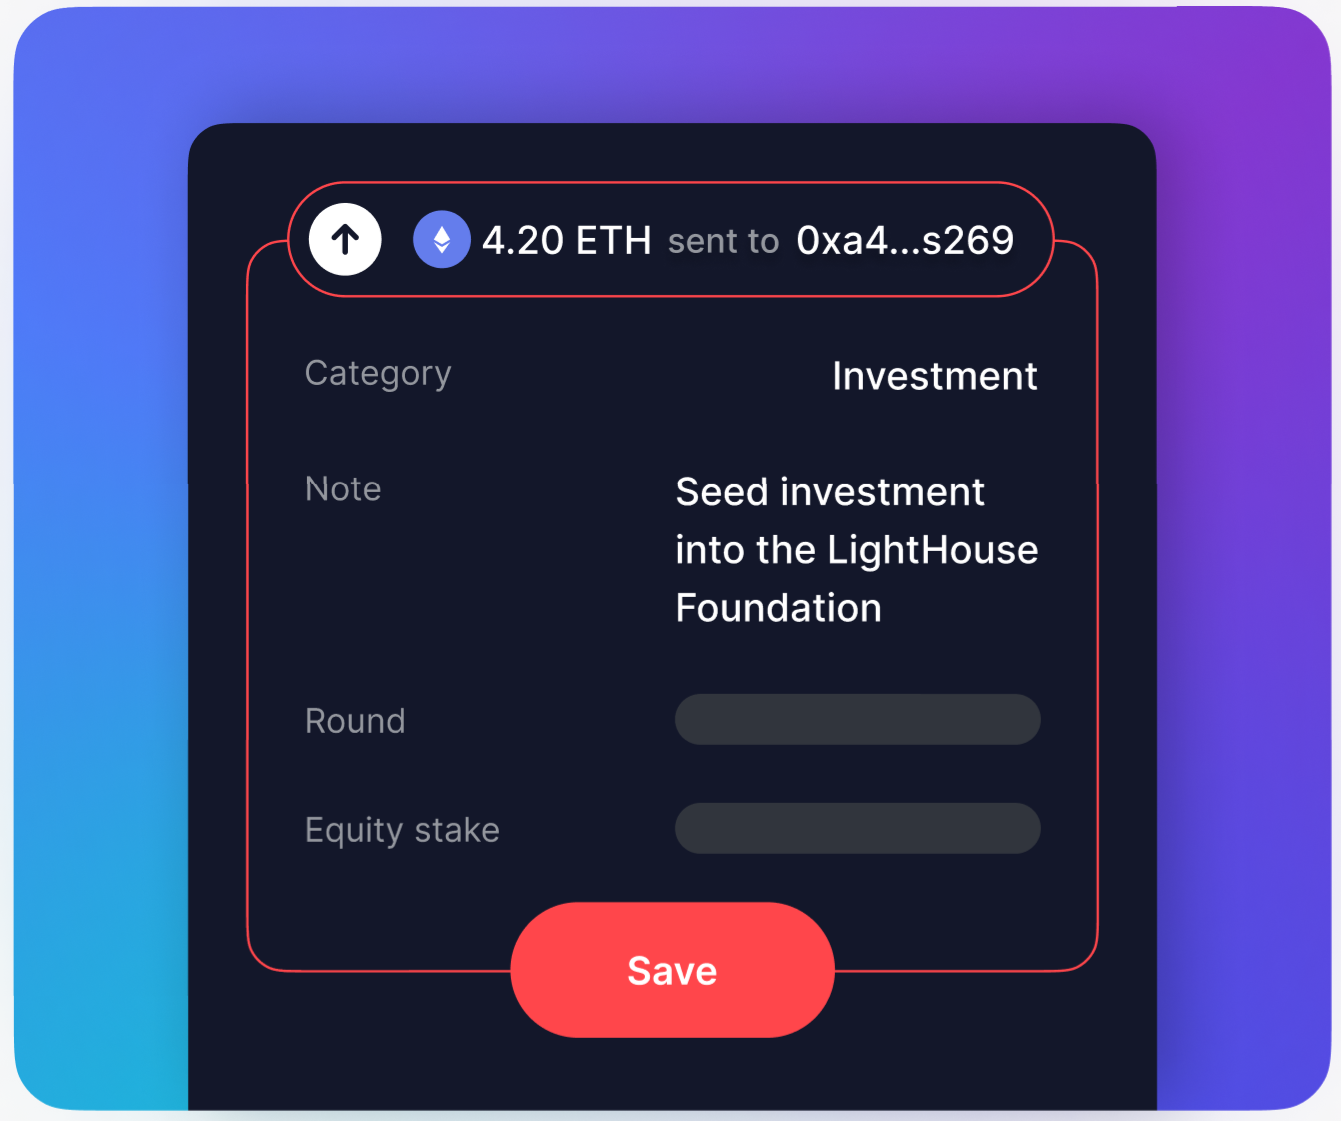 4.20 ETH sent to 0xa4...s269
Category Investment
Note Seed investment
into the LightHouse
Foundation
Round
Equity stake
Save